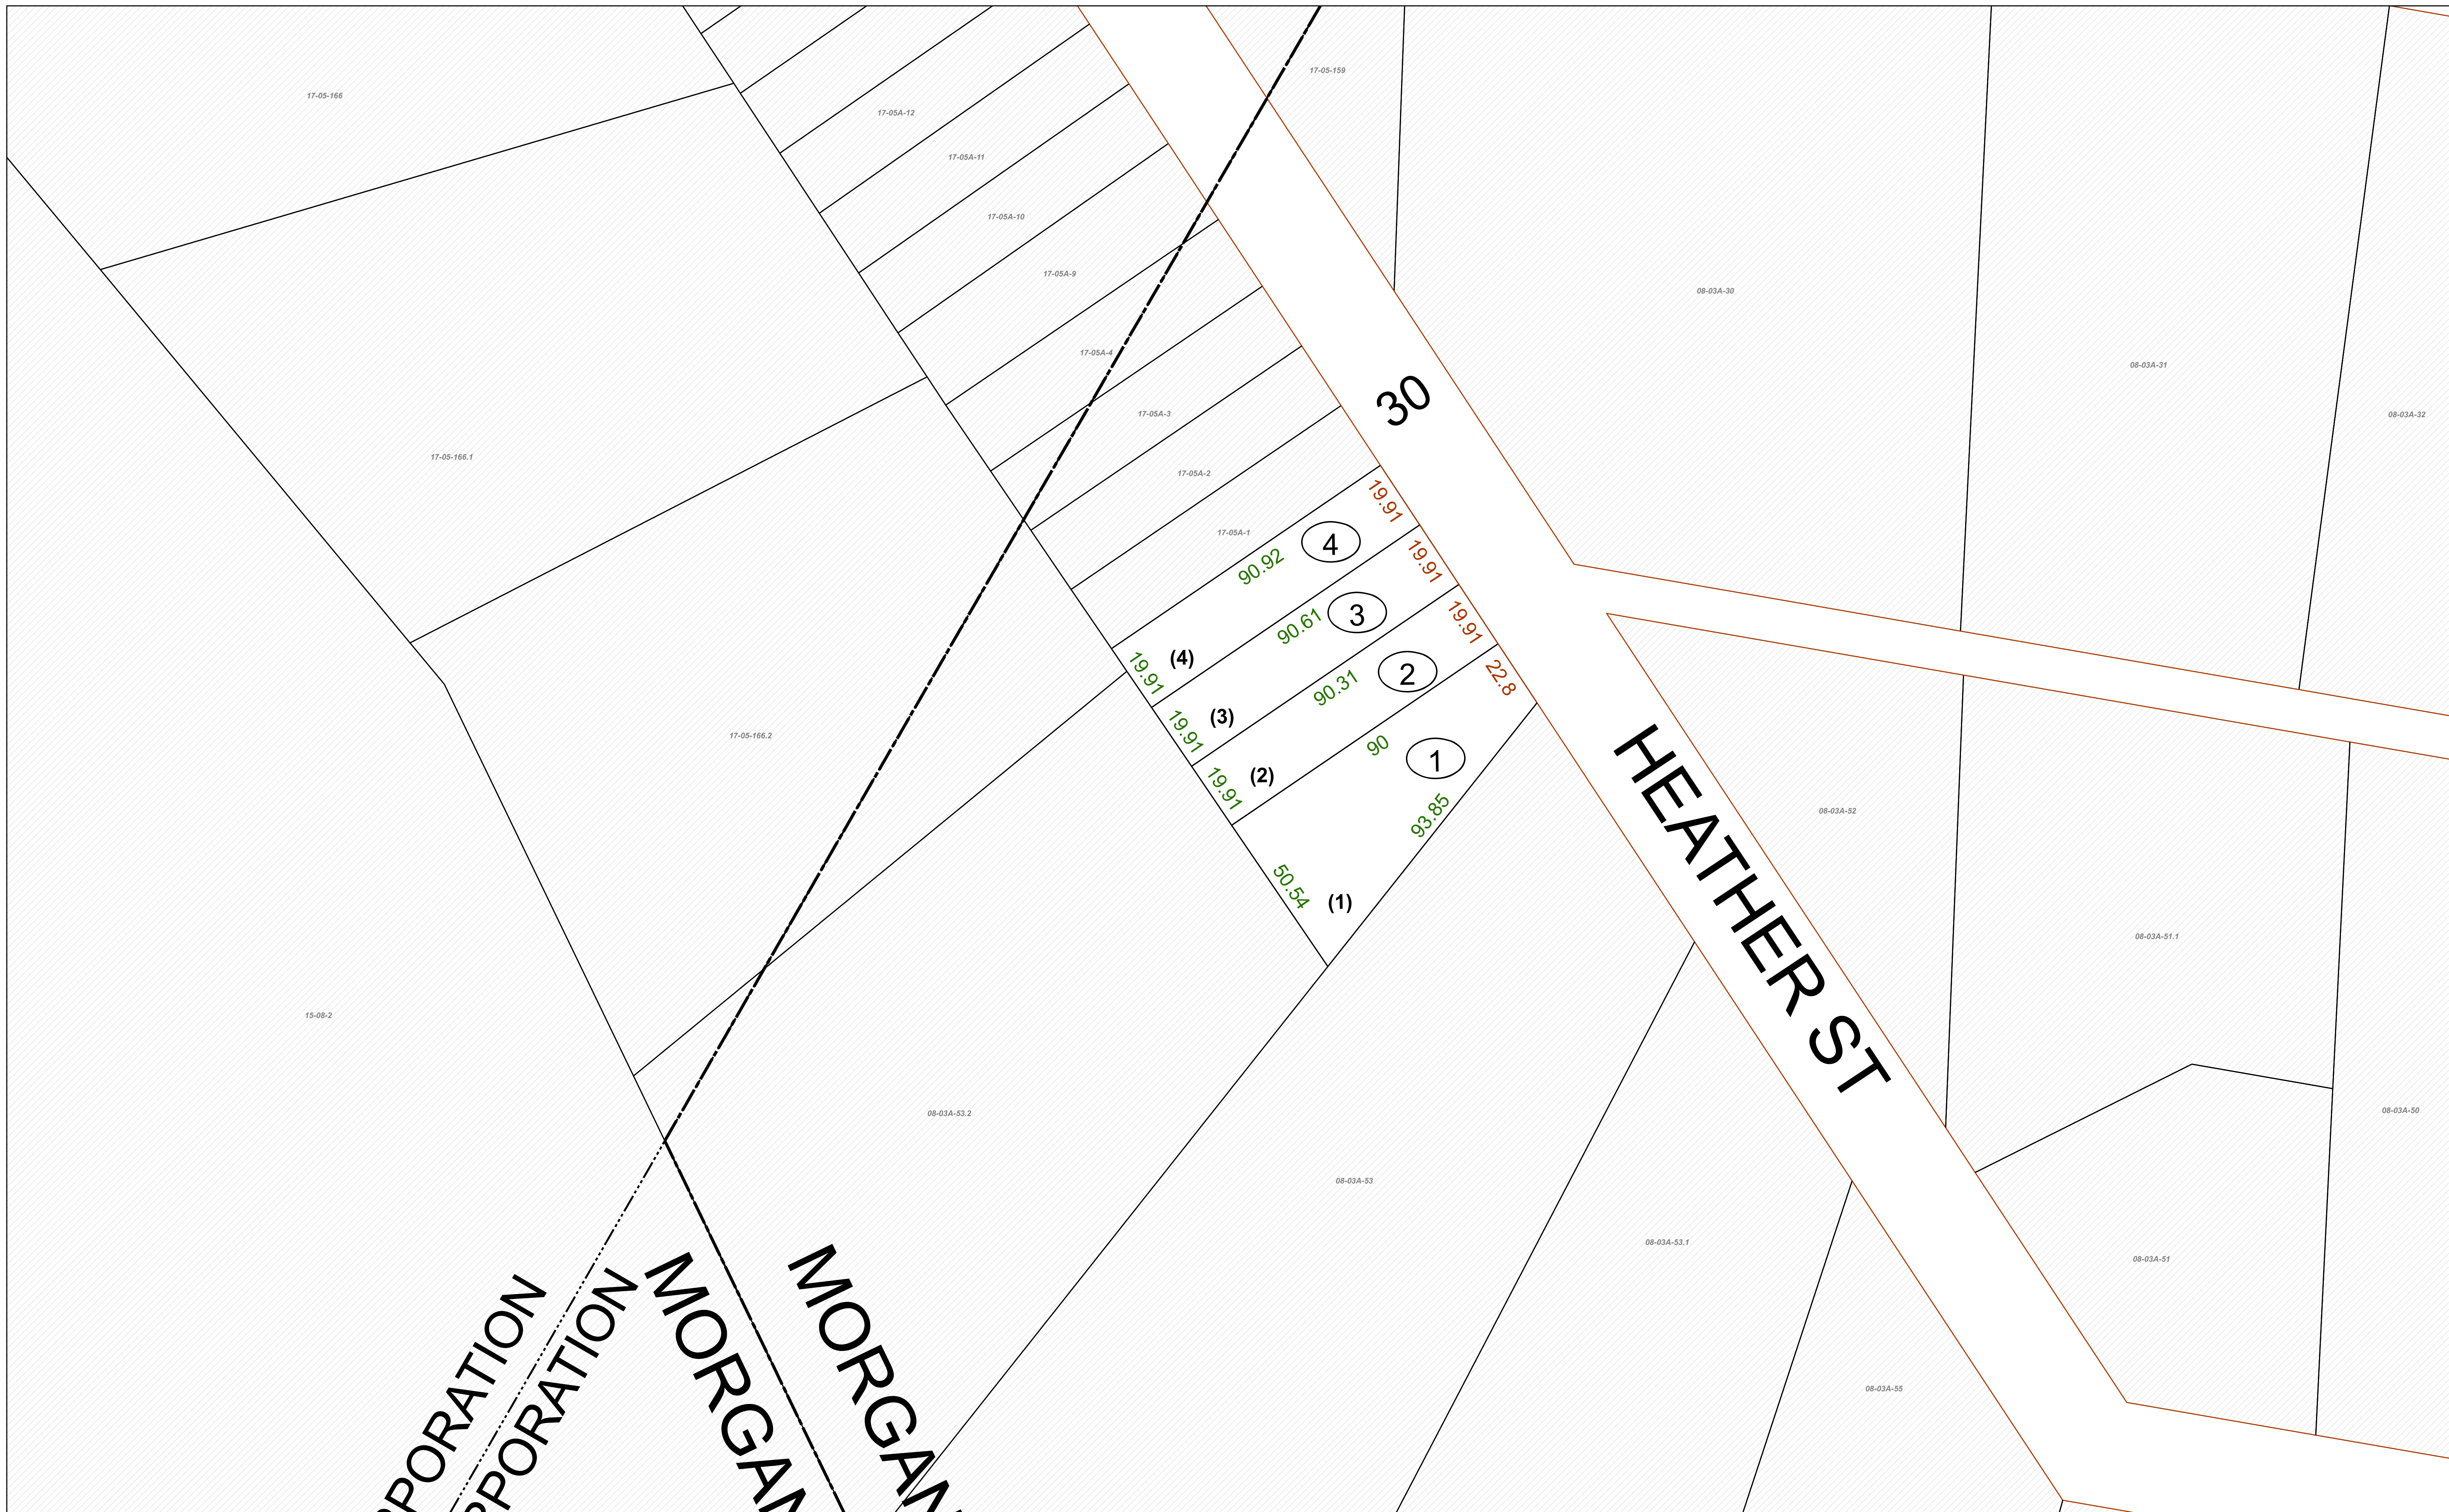 17-05-159
17-05-166
17-05A-12
17-05A-11
17-05A-10
17-05A-9
08-03A-30
17-05A-4
08-03A-31
30
17-05A-3
08-03A-32
17-05-166.1
17-05A-2
19.91
17-05A-1
4
90.92
19.91
3
90.61
19.91
(4)
19.91
2
90.31
22.8
(3)
19.91
17-05-166.2
90
1
(2)
19.91
93.85
08-03A-52
50.54
(1)
HEATHER ST
08-03A-51.1
15-08-2
08-03A-53.2
08-03A-50
08-03A-53
08-03A-53.1
08-03A-51
08-03A-55
PORATION
PORATION
MORGAN
MORGAN